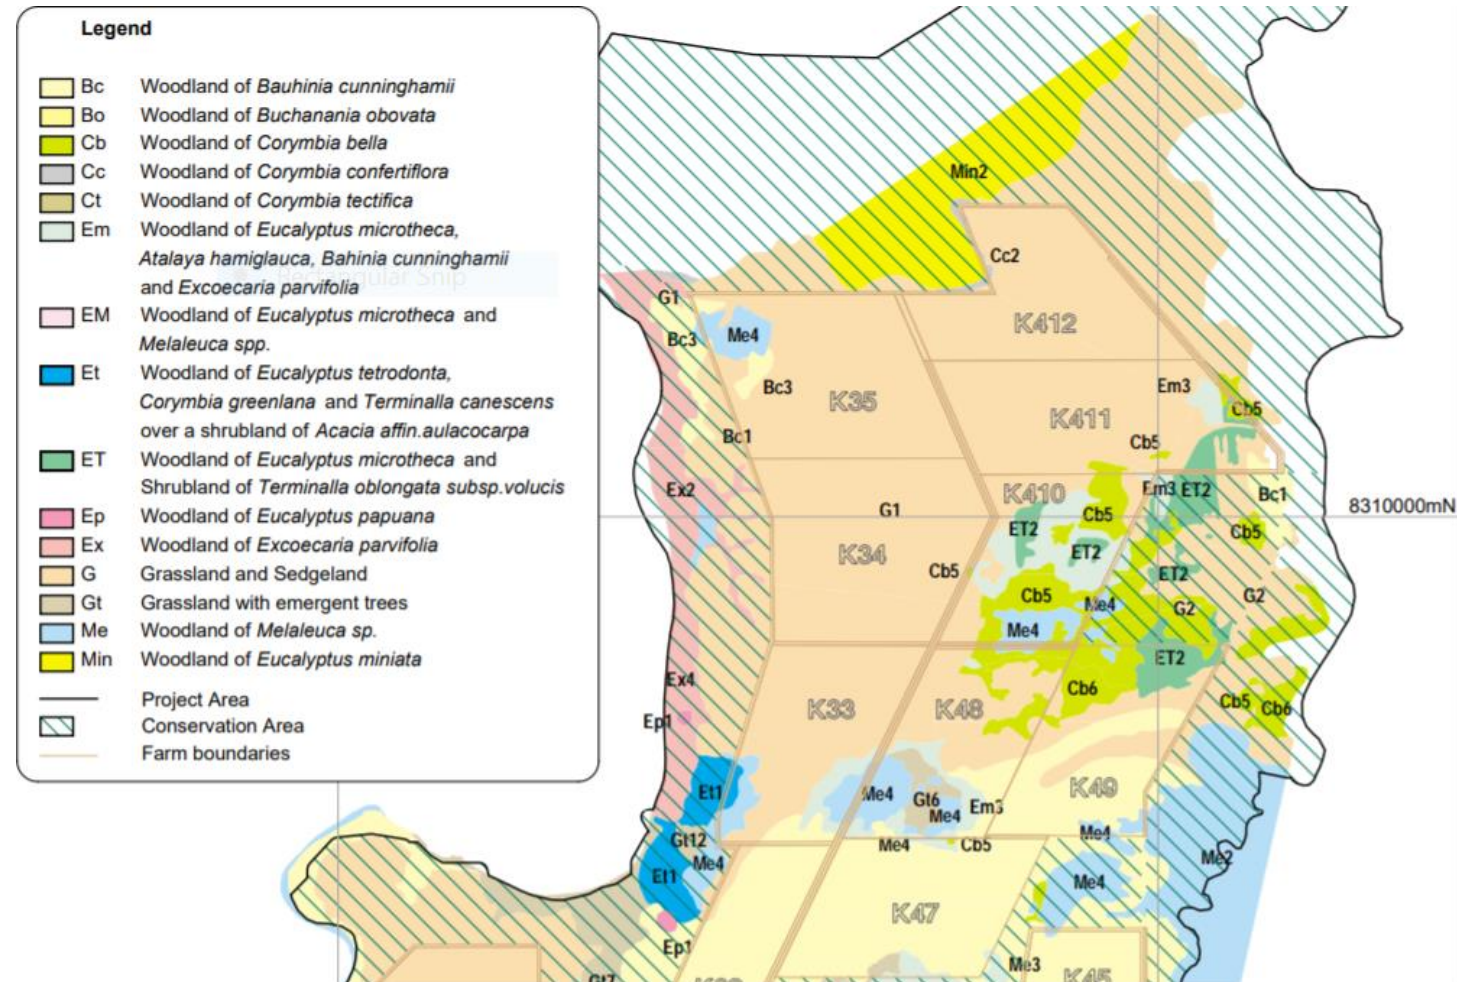 Legend
Bc Woodland of Bauhinia cunninghamii
Bo Woodland of Buchanania obovata
Cb Woodland of Corymbia bella
Cc Woodland of Corymbia confertiflora
Ct Woodland of Corymbia tectifica
Em Woodland of Eucalyptus microtheca,
Atalaya hamiglauca, Bahinia cunninghamii
and Excoecaria parvifolia
Rectangular Snip
EM Woodland of Eucalyptus microtheca and
Melaleuca spp.
Et Woodland of Eucalyptus tetrodonta,
Corymbia greenlana and Terminalla canescens
over a shrubland of Acacia affin.aulacocarpa
ET Woodland of Eucalyptus microtheca and
Shrubland of Terminalla oblongata subsp.volucis
Ep Woodland of Eucalyptus papuana
Ex Woodland of Excoecaria parvifolia
G Grassland and Sedgeland
Gt Grassland with emergent trees
Me Woodland of Melaleuca sp.
Min Woodland of Eucalyptus miniata
Project Area
Conservation Area
Farm boundaries
Min2
Cc2
G1
K412
Bc3
Me4
Bc3
K35
Em3
Cb5
K411
Bc1
Cb5
Ex2
K410
Em3
ET2
Bc1
8310000mN
G1
Cb5
ET2
Cb5
K34
ET2
Cb5
ET2
Cb5
Me4
G2
G2
Me4
ET2
Ex4
Cb6
Cb5
Cb6
Ep1
K33
K48
Et1
Me4
Gt6
Me4
Em3
K49
Gt12
Me4
Me4
Cb5
Me4
Me2
Et1
Me4
K47
Ep1
Me3
K45
Gt7